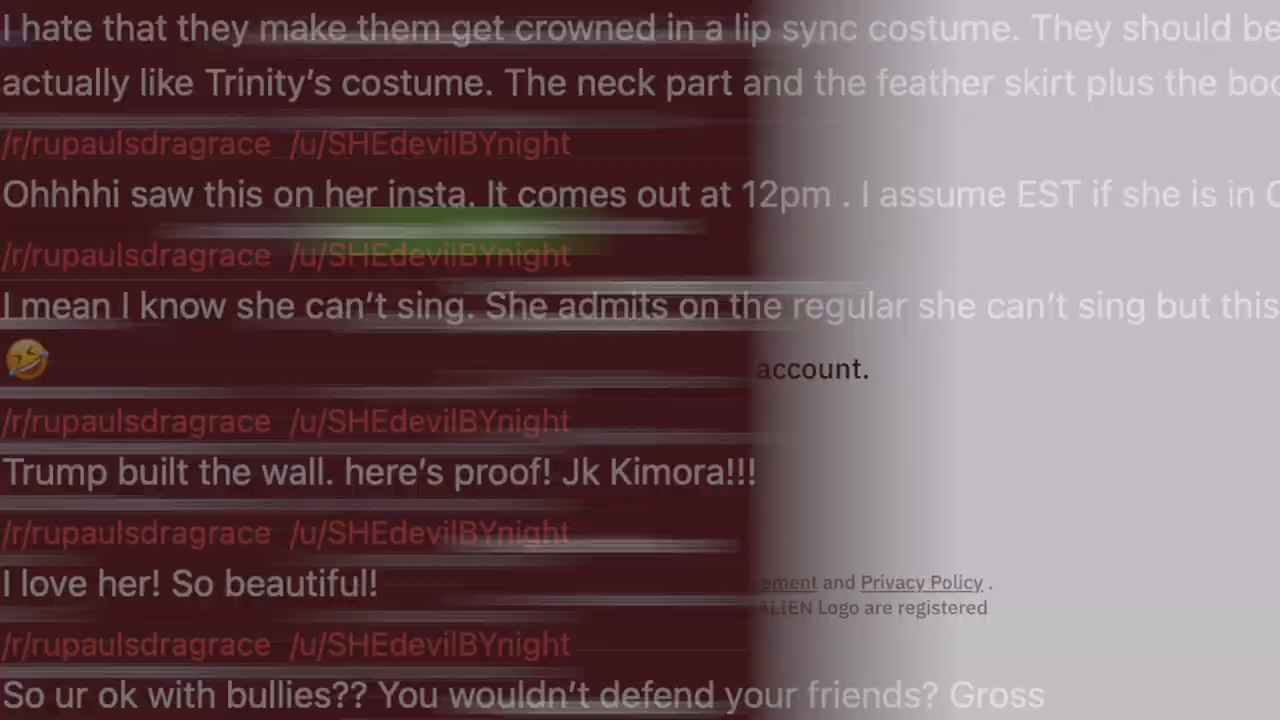 I hate that they make them get crowned in a lip sync costume. They should be
actually like Trinity’s costume. The neck part and the feather skirt plus the
/r/rupaulsdragrace /u/SHEdevilBYnight
Ohhhhi saw this on her insta. It comes out at 12pm . I assume EST if she is in
/r/rupaulsdragrace /u/SHEdevilBYnight
I mean I know she can’t sing. She admits on the regular she can’t sing but this
🤣
account.
/r/rupaulsdragrace /u/SHEdevilBYnight
Trump built the wall. here’s proof! Jk Kimora!!!
/r/rupaulsdragrace /u/SHEdevilBYnight
I love her! So beautiful!
and Privacy Policy .
ALIEN Logo are registered
/r/rupaulsdragrace /u/SHEdevilBYnight
So ur ok with bullies?? You wouldn’t defend your friends? Gross